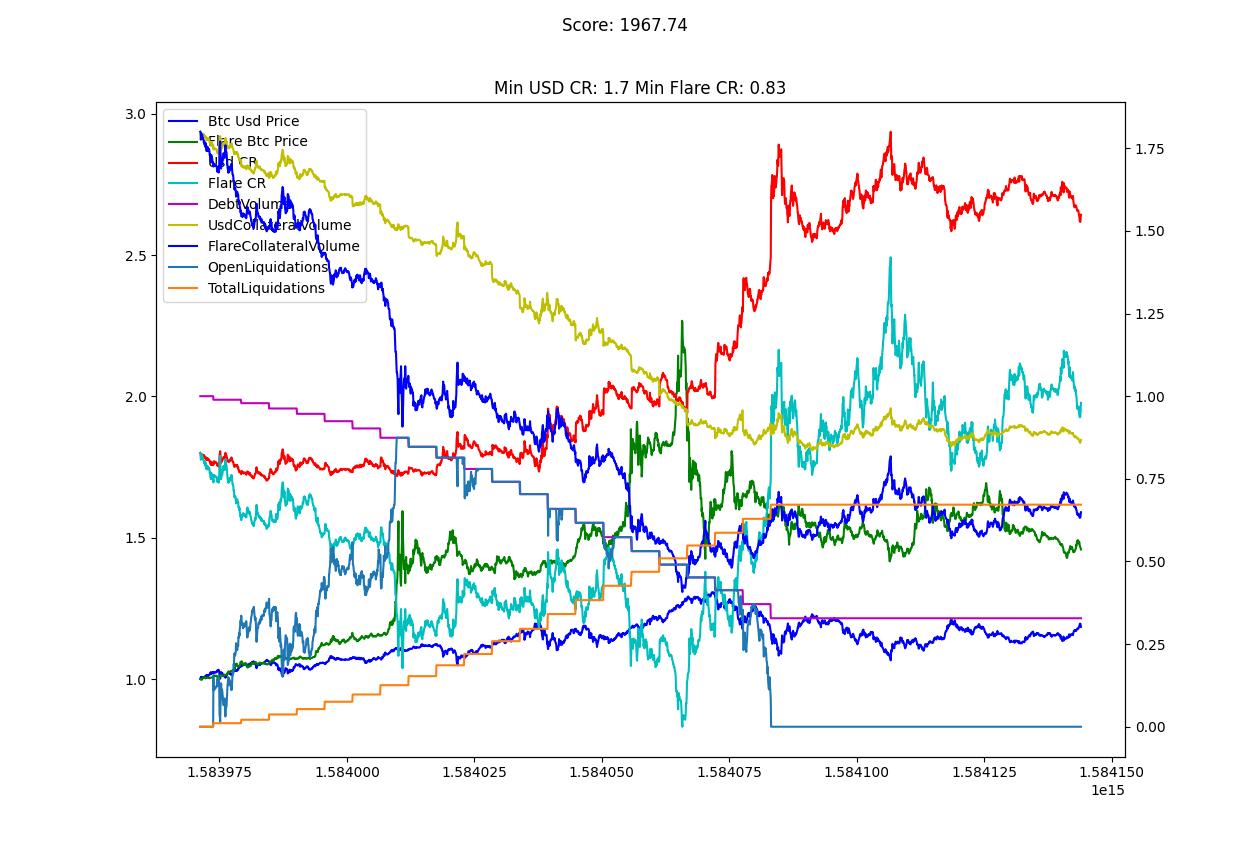 Score: 1967.74
Min USD CR: 1.7 Min Flare CR: 0.83
3.0
2.5
2.0
1.5
1.0
Btc Usd Price
Flare Btc Price
Usd CR
Flare CR
DebtVolume
UsdCollateralVolume
FlareCollateralVolume
OpenLiquidations
TotalLiquidations
1.75
1.50
1.25
1.00
0.75
0.50
0.25
0.00
1.583975 1.584000 1.584025 1.584050 1.584075 1.584100 1.584125 1.584150
1e15